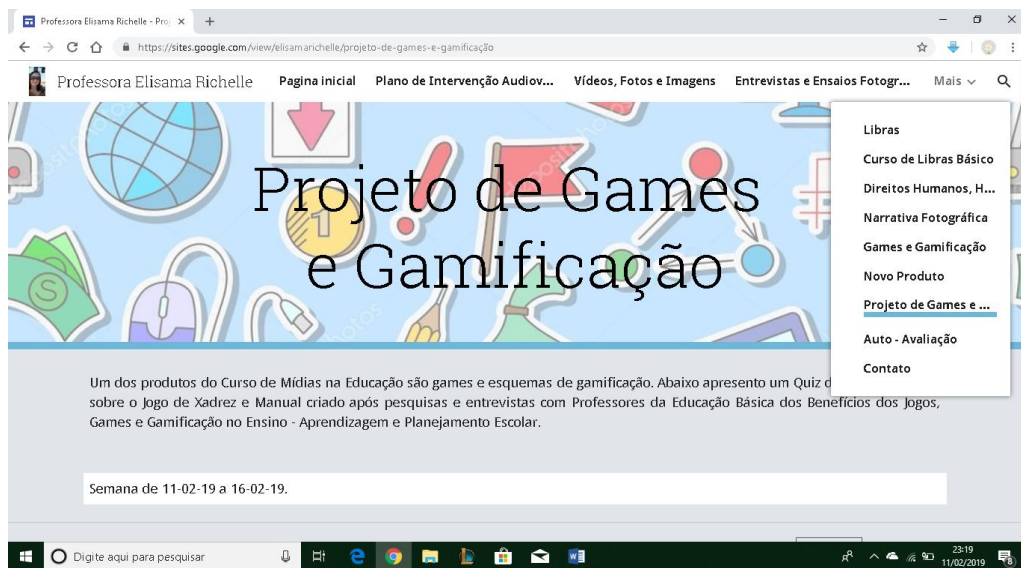 Professora Elisama Richelle - Proj
https://sites.google.com/view/elisamarichelle/projeto-de-games-e-gamificação
Professora Elisama Richelle
Pagina inicial
Plano de Intervenção Audiov...
Vídeos, Fotos e Imagens
Entrevistas e Ensaios Fotogr...
Mais
Libras
Curso de Libras Básico
Direitos Humanos, H...
Narrativa Fotográfica
Games e Gamificação
Novo Produto
Projeto de Games e ...
Auto - Avaliação
Contato
Projeto de Games
e Gamificação
Um dos produtos do Curso de Mídias na Educação são games e esquemas de gamificação. Abaixo apresento um Quiz d
sobre o Jogo de Xadrez e Manual criado após pesquisas e entrevistas com Professores da Educação Básica dos Benefícios dos Jogos,
Games e Gamificação no Ensino - Aprendizagem e Planejamento Escolar.
Semana de 11-02-19 a 16-02-19.
Digite aqui para pesquisar
23:19
11/02/2019